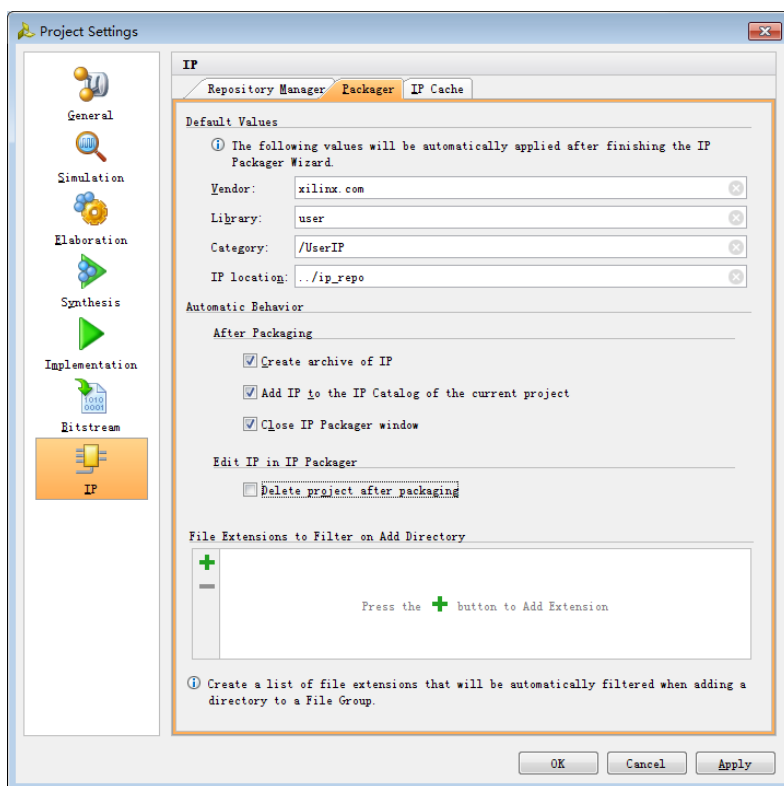 Project Settings
General
Simulation
Elaboration
Synthesis
Implementation
1010
0001
Bitstream
IP
IP
Repository Manager
Packager
IP Cache
Default Values
The following values will be automatically applied after finishing the IP
Packager Wizard.
Vendor: xilinx.com
Library: user
Category: /UserIP
IP location: ../ip_repo
Automatic Behavior
After Packaging
Create archive of IP
Add IP to the IP Catalog of the current project
Close IP Packager window
Edit IP in IP Packager
Delete project after packaging
File Extensions to Filter on Add Directory
Press the + button to Add Extension
Create a list of file extensions that will be automatically filtered when adding a
directory to a File Group.
OK
Cancel
Apply